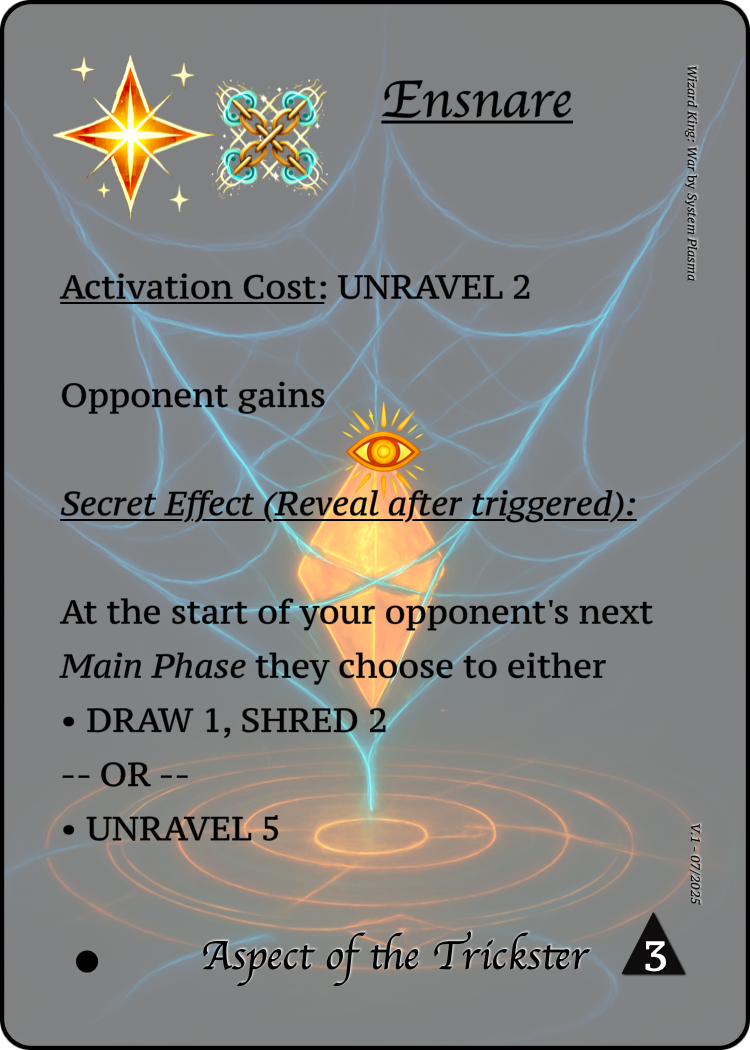 Ensnare
Wizard King: War by System Plasma
Activation Cost: UNRAVEL 2
Opponent gains
Secret Effect (Reveal after triggered):
At the start of your opponent's next
Main Phase they choose to either
• DRAW 1, SHRED 2
-- OR --
• UNRAVEL 5
V.1 - 07/2025
Aspect of the Trickster
3